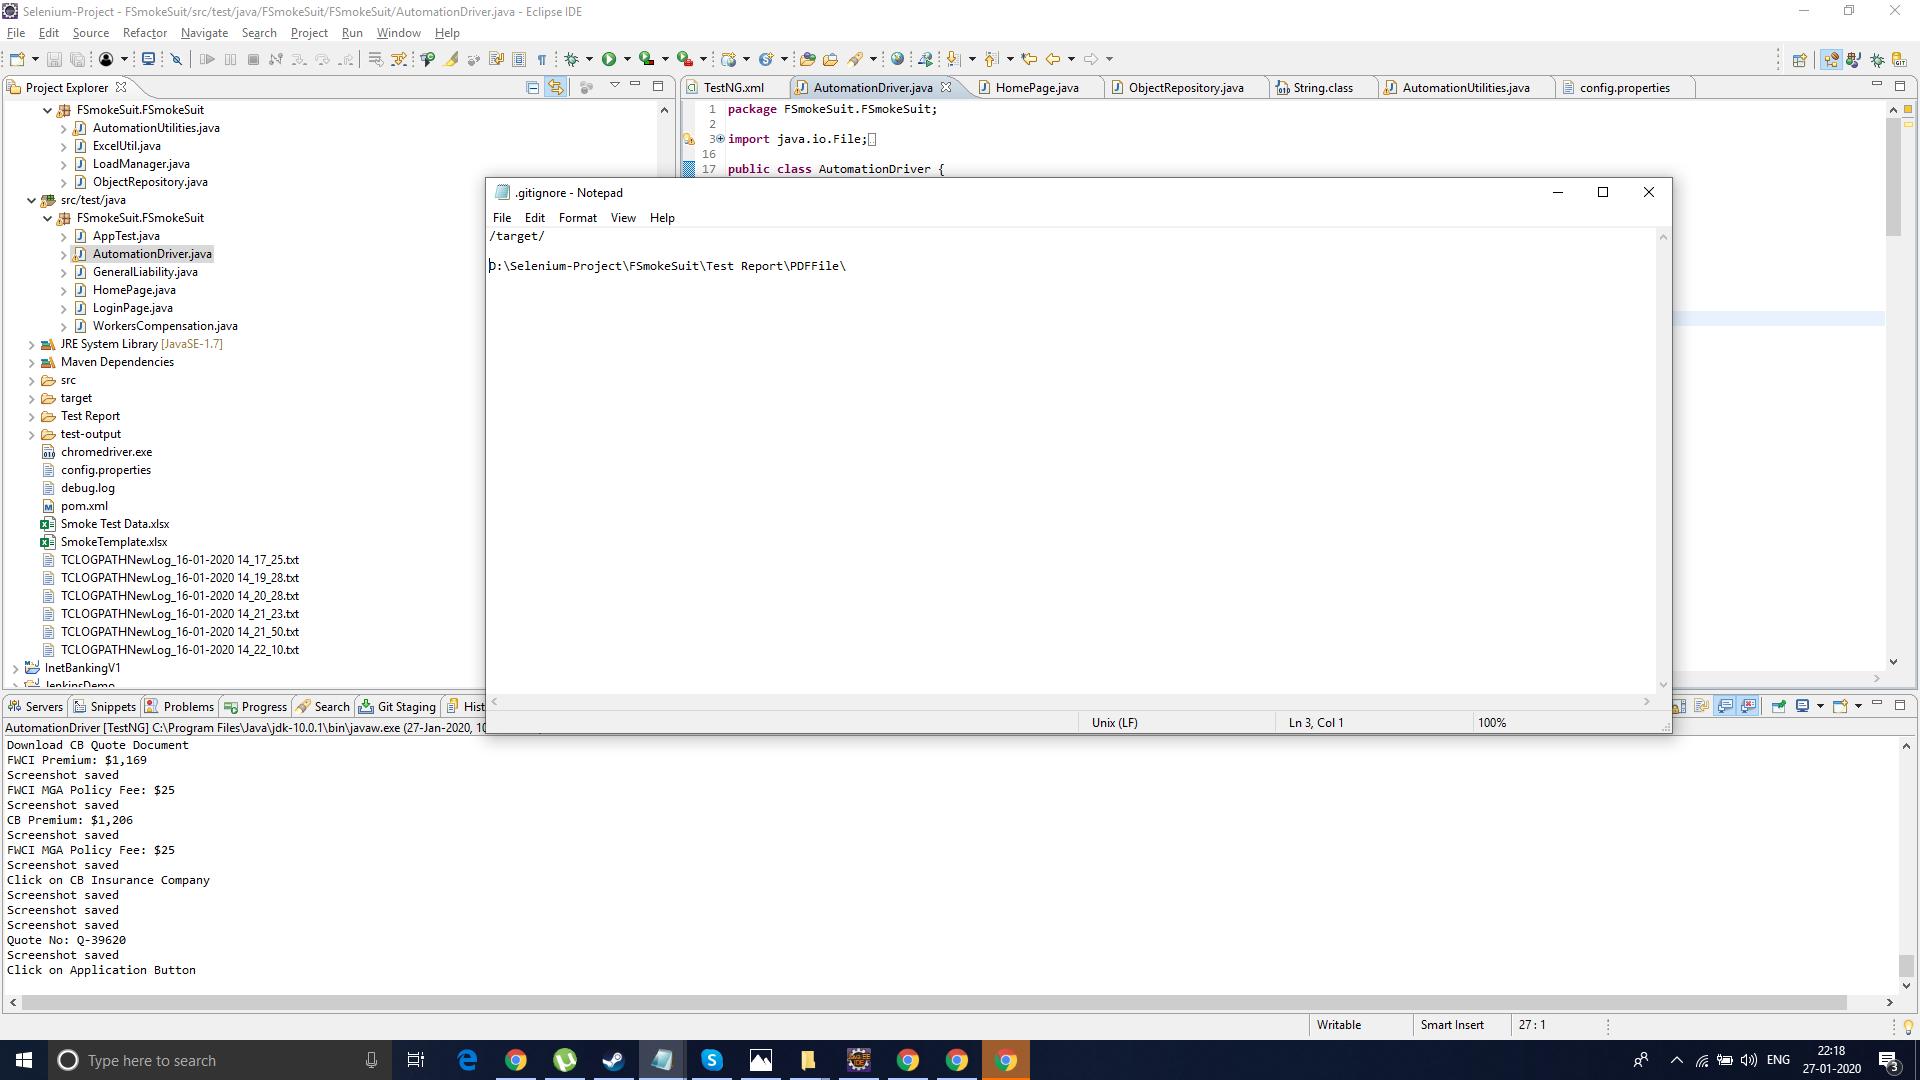 Selenium-Project - FSmokeSuit/src/test/java/FSmokeSuit/FSmokeSuit/AutomationDriver.java - Eclipse IDE
File Edit Source Refactor Navigate Search Project Run Window Help
Project Explorer
FSmokeSuit.FSmokeSuit
AutomationUtilities.java
ExcelUtil.java
LoadManager.java
ObjectRepository.java
src/test/java
FSmokeSuit.FSmokeSuit
AppTest.java
AutomationDriver.java
GeneralLiability.java
HomePage.java
LoginPage.java
WorkersCompensation.java
JRE System Library [JavaSE-1.7]
Maven Dependencies
src
target
Test Report
test-output
chromedriver.exe
config.properties
debug.log
pom.xml
Smoke Test Data.xlsx
SmokeTemplate.xlsx
TCLOGPATHNewLog_16-01-2020 14_17_25.txt
TCLOGPATHNewLog_16-01-2020 14_19_28.txt
TCLOGPATHNewLog_16-01-2020 14_20_28.txt
TCLOGPATHNewLog_16-01-2020 14_21_23.txt
TCLOGPATHNewLog_16-01-2020 14_21_50.txt
TCLOGPATHNewLog_16-01-2020 14_22_10.txt
InetBankingV1
JenkinsDemo
TestNG.xml AutomationDriver.java HomePage.java ObjectRepository.java String.class AutomationUtilities.java config.properties
1 package FSmokeSuit.FSmokeSuit;
2
3 import java.io.File;
16
17 public class AutomationDriver {
.gitignore - Notepad
File Edit Format View Help
/target/
D:\Selenium-Project\FSmokeSuit\Test Report\PDFFile\
Unix (LF) Ln 3, Col 1 100%
Servers Snippets Problems Progress Search Git Staging Hist
AutomationDriver [TestNG] C:\Program Files\Java\jdk-10.0.1\bin\javaw.exe (27-Jan-2020, 10
Download CB Quote Document
FWCI Premium: $1,169
Screenshot saved
FWCI MGA Policy Fee: $25
Screenshot saved
CB Premium: $1,206
Screenshot saved
FWCI MGA Policy Fee: $25
Screenshot saved
Click on CB Insurance Company
Screenshot saved
Screenshot saved
Screenshot saved
Quote No: Q-39620
Screenshot saved
Click on Application Button
Writable Smart Insert 27 : 1
Type here to search
ENG
22:18
27-01-2020
3